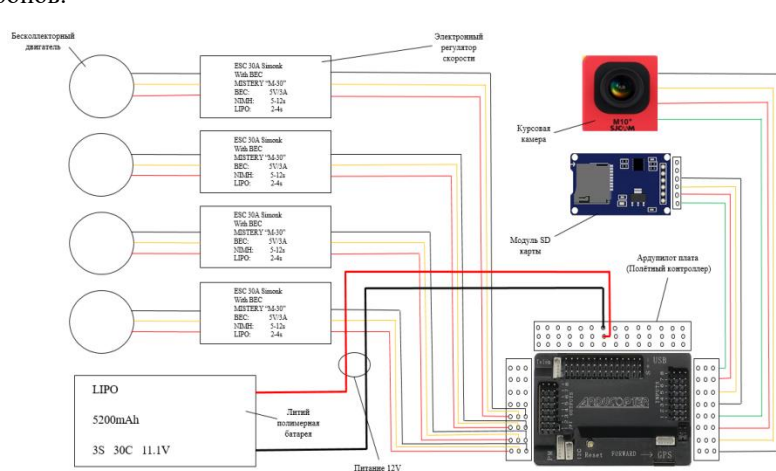 Бесколлекторный
двигатель
Электронный
регулятор
скорости
ESC 30A Simonk
With BEC
MISTERY "M-30"
BEC: 5V/3A
NIMH: 5-12s
LIPO: 2-4s
ESC 30A Simonk
With BEC
MISTERY "M-30"
BEC: 5V/3A
NIMH: 5-12s
LIPO: 2-4s
ESC 30A Simonk
With BEC
MISTERY "M-30"
BEC: 5V/3A
NIMH: 5-12s
LIPO: 2-4s
ESC 30A Simonk
With BEC
MISTERY "M-30"
BEC: 5V/3A
NIMH: 5-12s
LIPO: 2-4s
M10+
SJCAM
Курсовая
камера
Модуль SD
карты
Ардупилот плата
(Полётный контроллер)
USB
ARDUCOPTER
INPUTS
OUTPUTS
PM
I2C
Reset
FORWARD → GPS
LIPO
5200mAh
3S 30C 11.1V
Литий
полимерная
батарея
Питание 12V